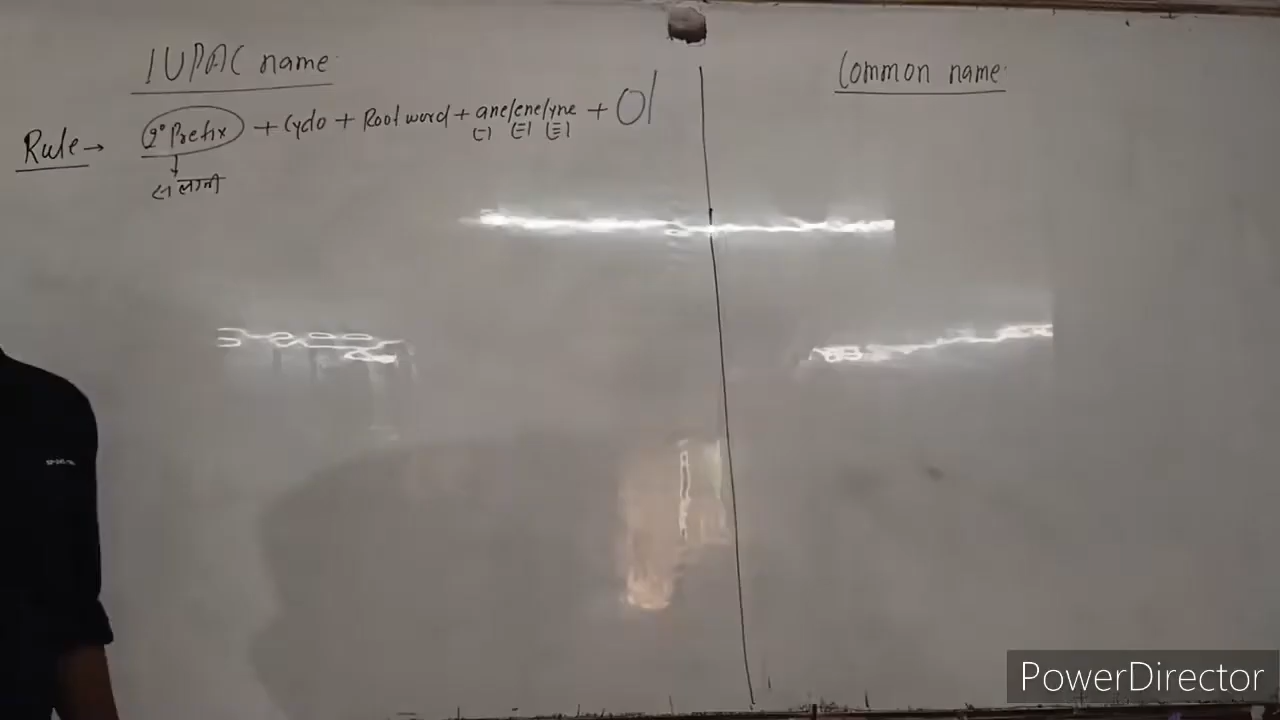 IUPAC name
Common name
Rule → 2° Prefix + Cyclo + Root word + ane/ene/yne + Ol
(-) (=) (≡)
PowerDirector